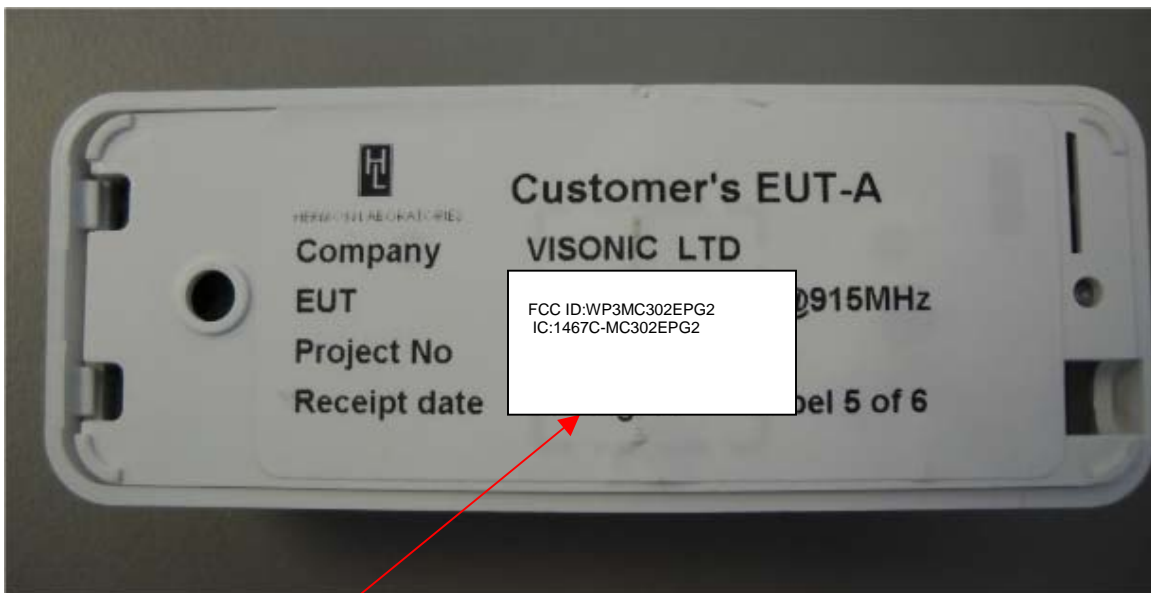 HL
Customer's EUT-A
HERMON LABORATORIES
Company VISONIC LTD
EUT @915MHz
FCC ID:WP3MC302EPG2
IC:1467C-MC302EPG2
Project No
Receipt date 5 of 6